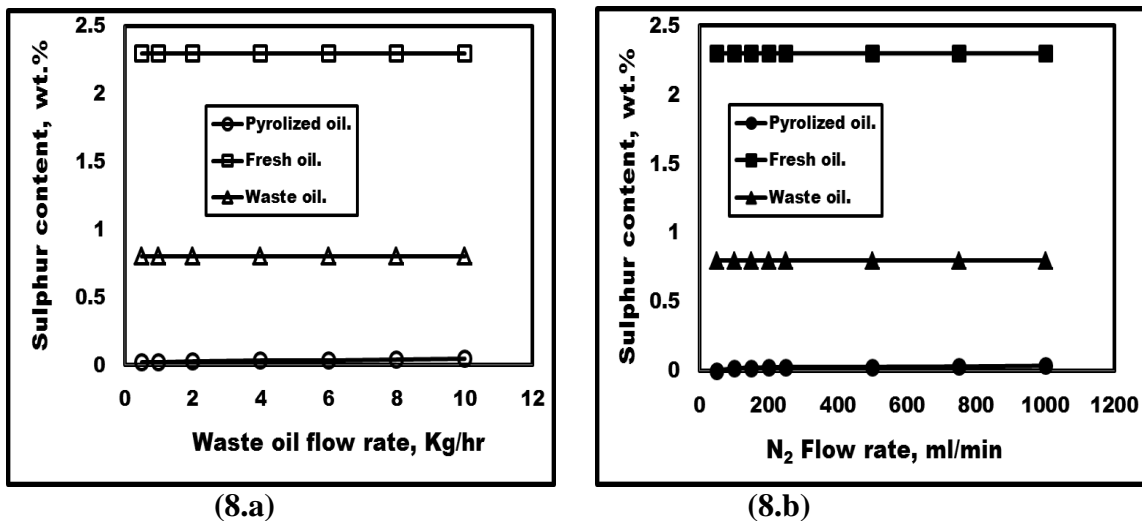 Sulphur content, wt.%
2.5
2
1.5
1
0.5
0
Pyrolized oil.
Fresh oil.
Waste oil.
0 2 4 6 8 10 12
Waste oil flow rate, Kg/hr
(8.a)
Sulphur content, wt.%
2.5
2
1.5
1
0.5
0
Pyrolized oil.
Fresh oil.
Waste oil.
0 200 400 600 800 1000 1200
N₂ Flow rate, ml/min
(8.b)